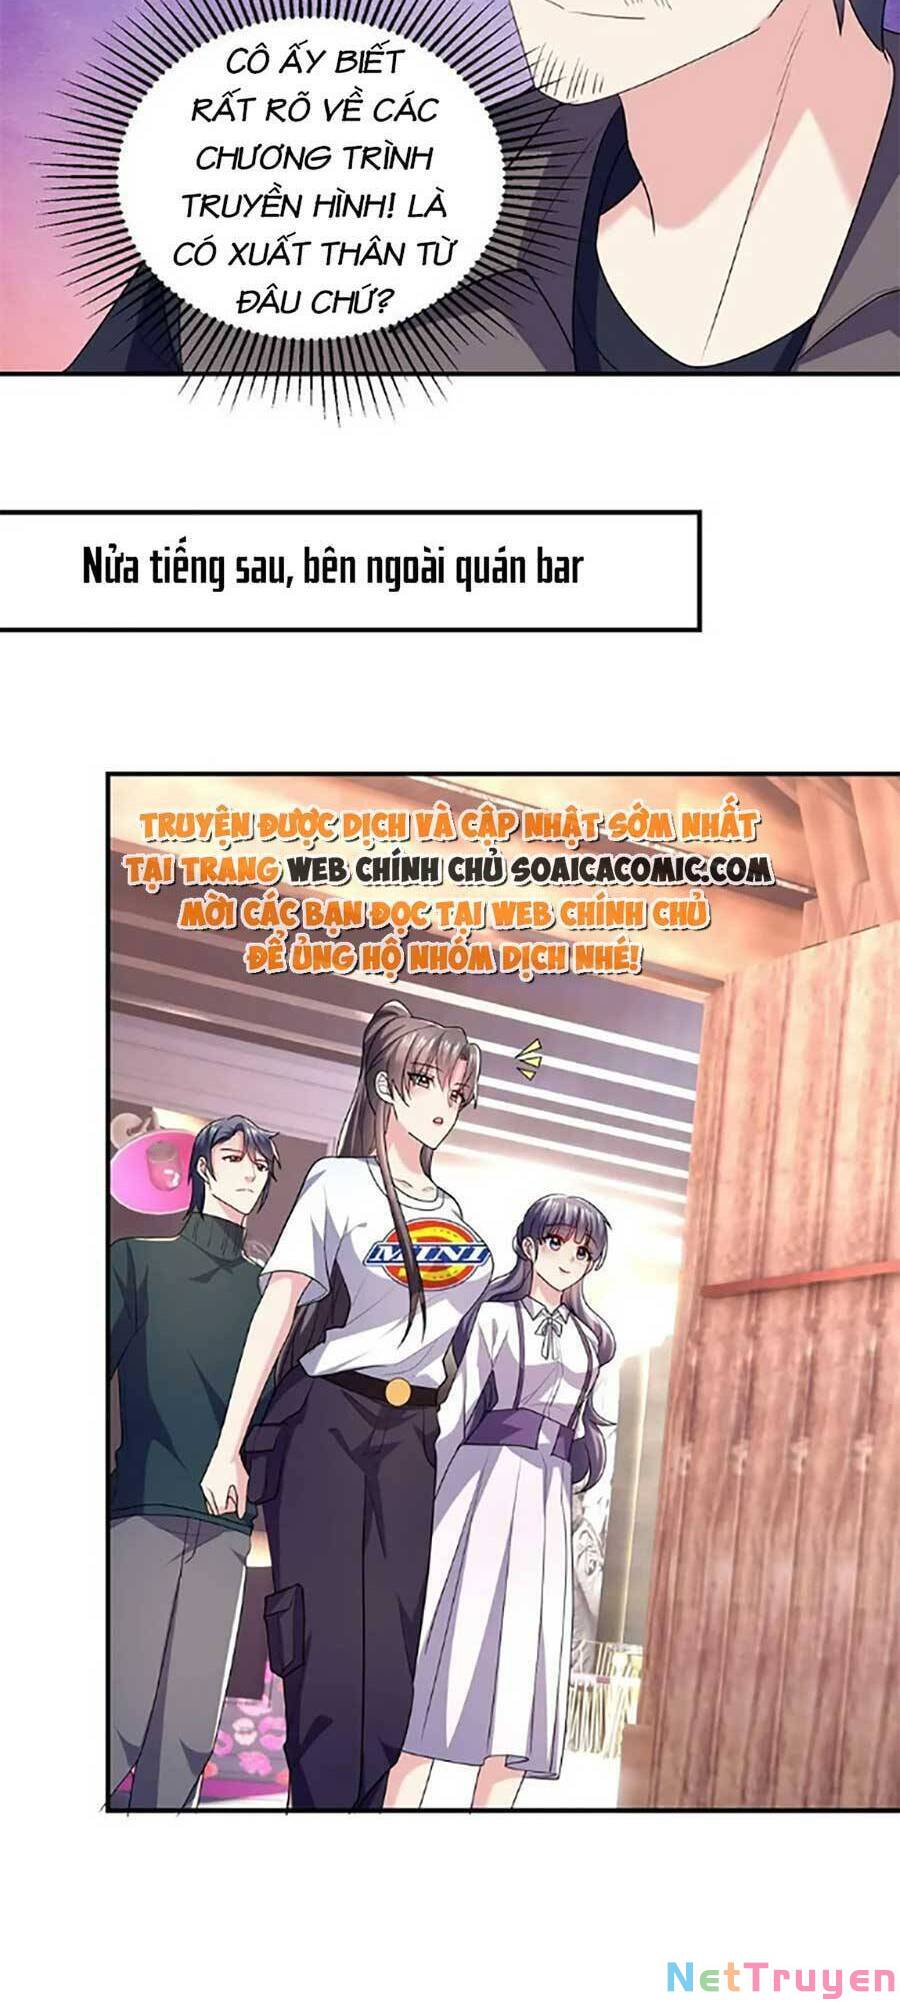 CÔ ẤY BIẾT
RẤT RÕ VỀ CÁC
CHƯƠNG TRÌNH
TRUYỀN HÌNH! LÀ
CÓ XUẤT THÂN TỪ
ĐÂU CHỨ?
Nửa tiếng sau, bên ngoài quán bar
TRUYỆN ĐƯỢC DỊCH VÀ CẬP NHẬT SỚM NHẤT
TẠI TRANG WEB CHÍNH CHỦ SOAICACOMIC.COM
MỜI CÁC BẠN ĐỌC TẠI WEB CHÍNH CHỦ
ĐỂ ỦNG HỘ NHÓM DỊCH NHÉ!
MINI
NetTruyen